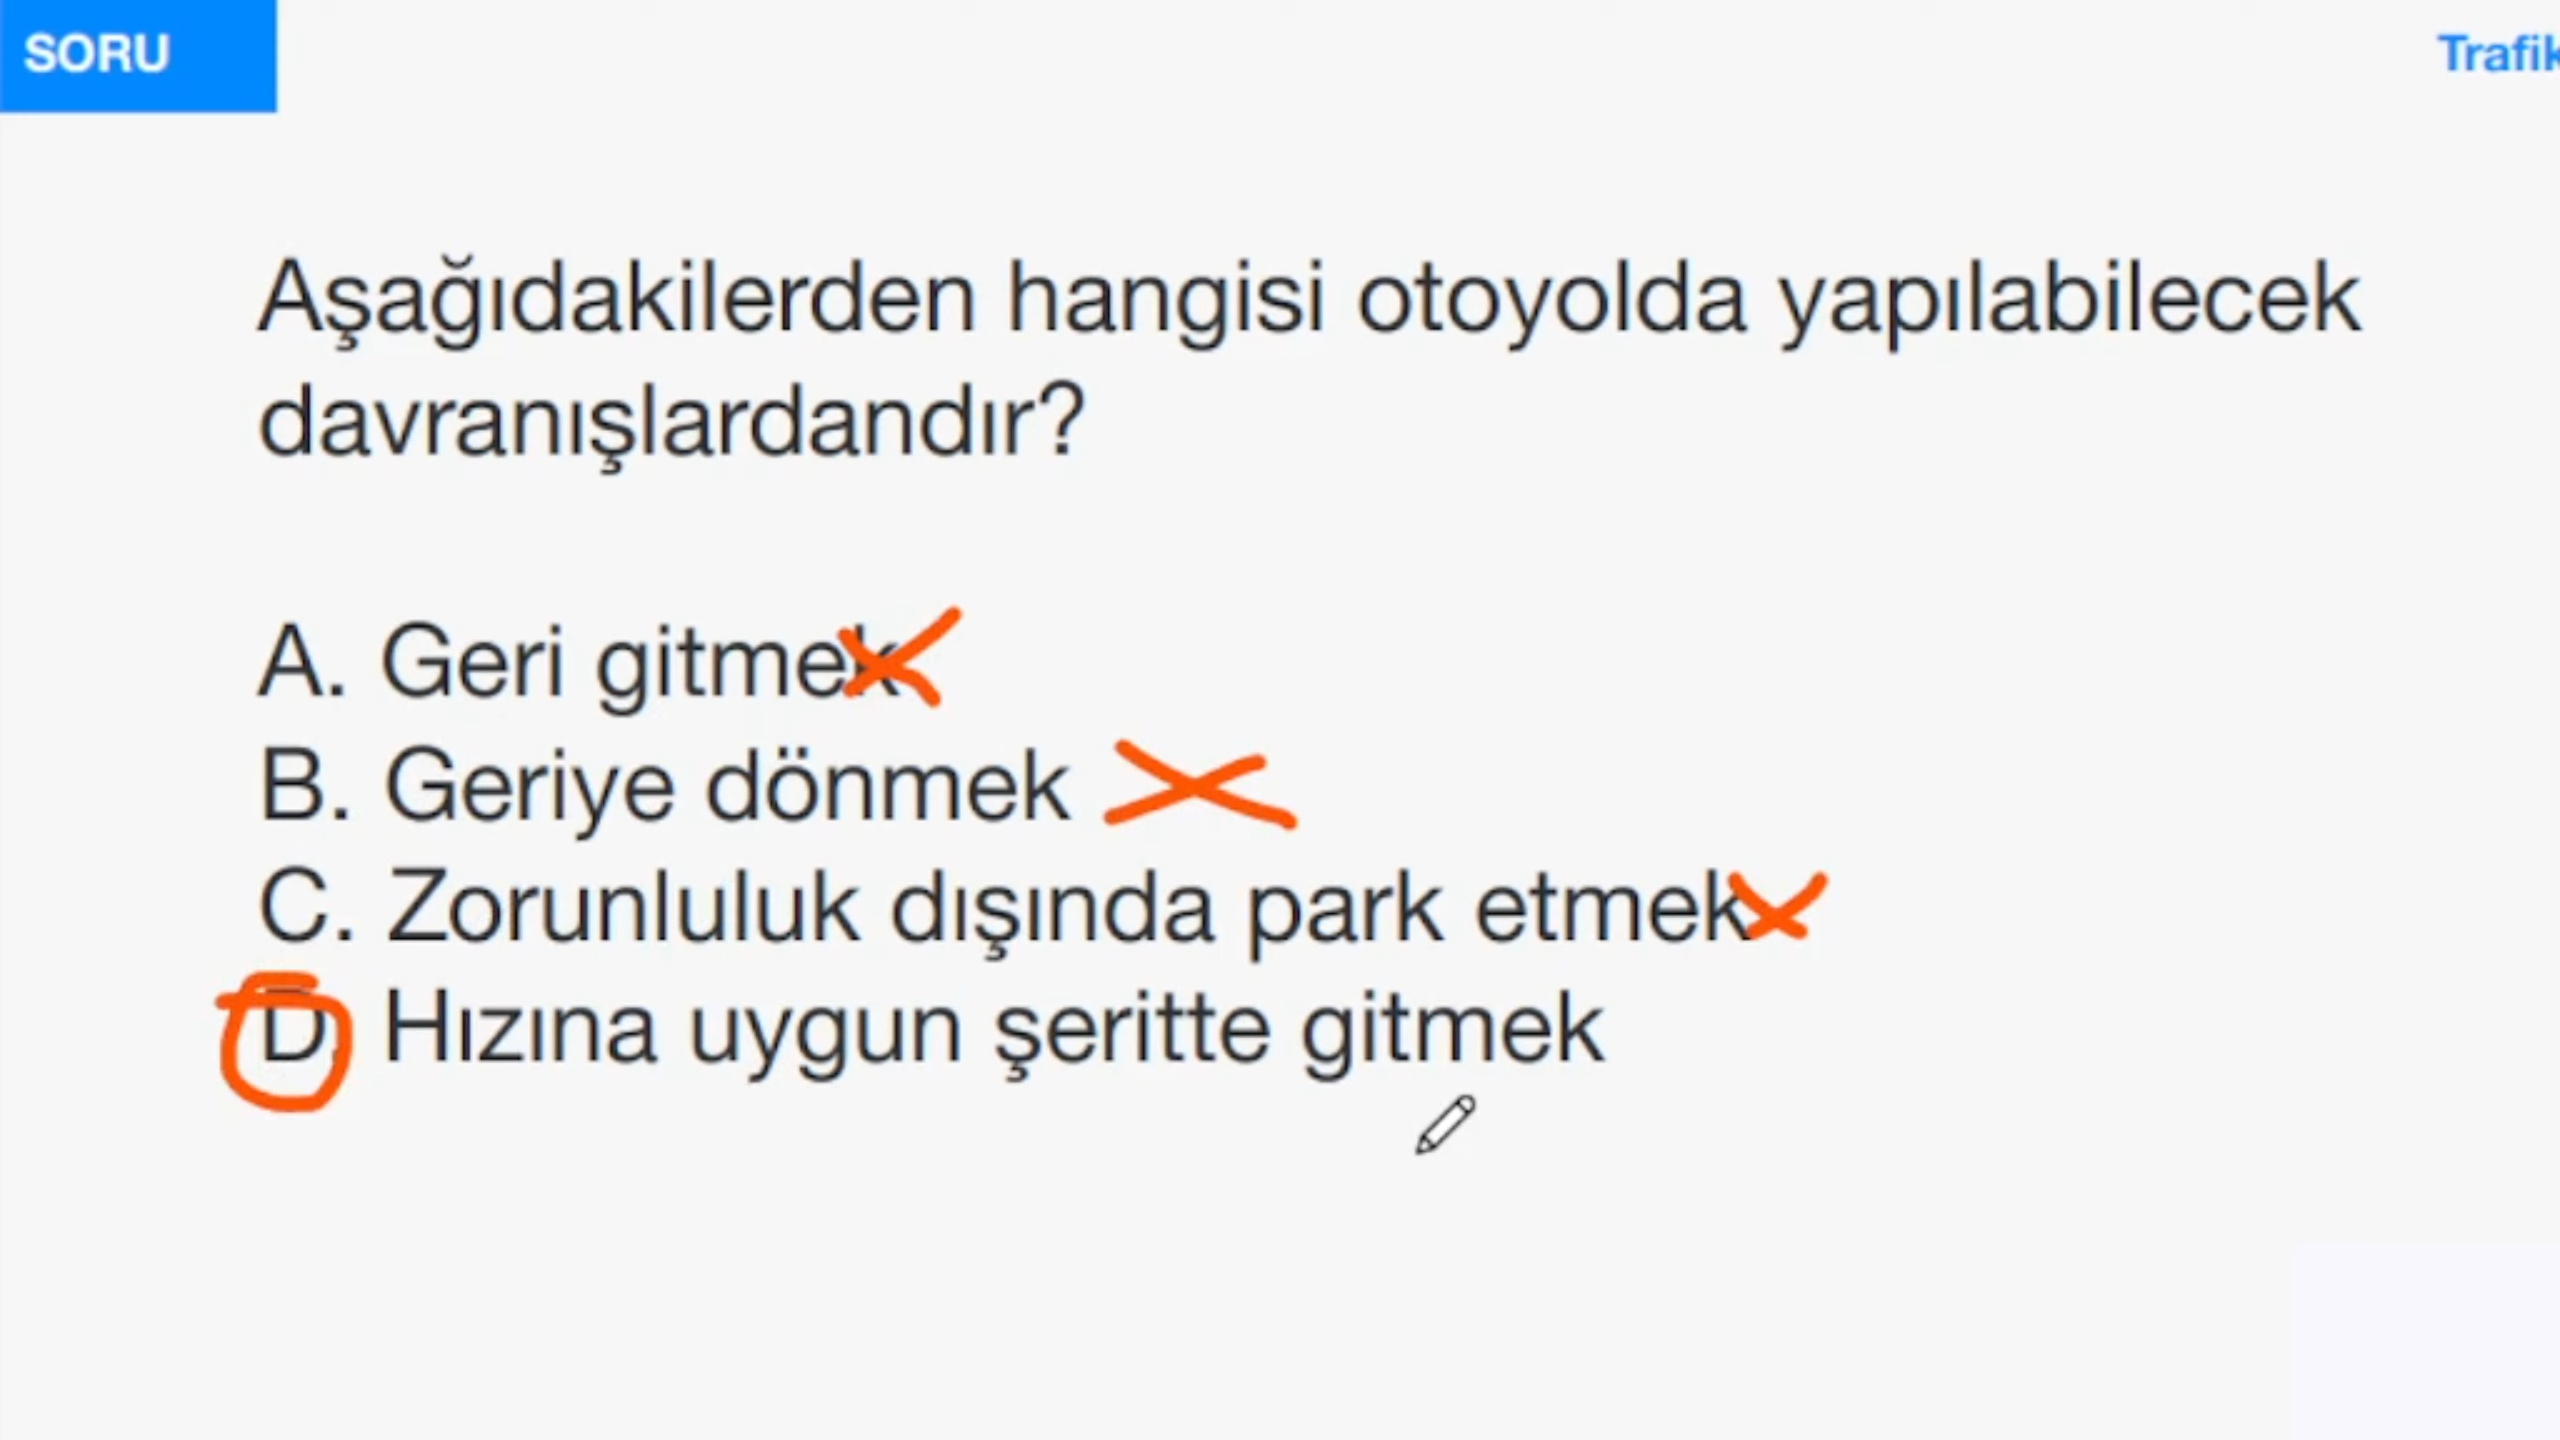 SORU
Trafik
Aşağıdakilerden hangisi otoyolda yapılabilecek
davranışlardandır?
A. Geri gitmek
B. Geriye dönmek
C. Zorunluluk dışında park etmek
D. Hızına uygun şeritte gitmek